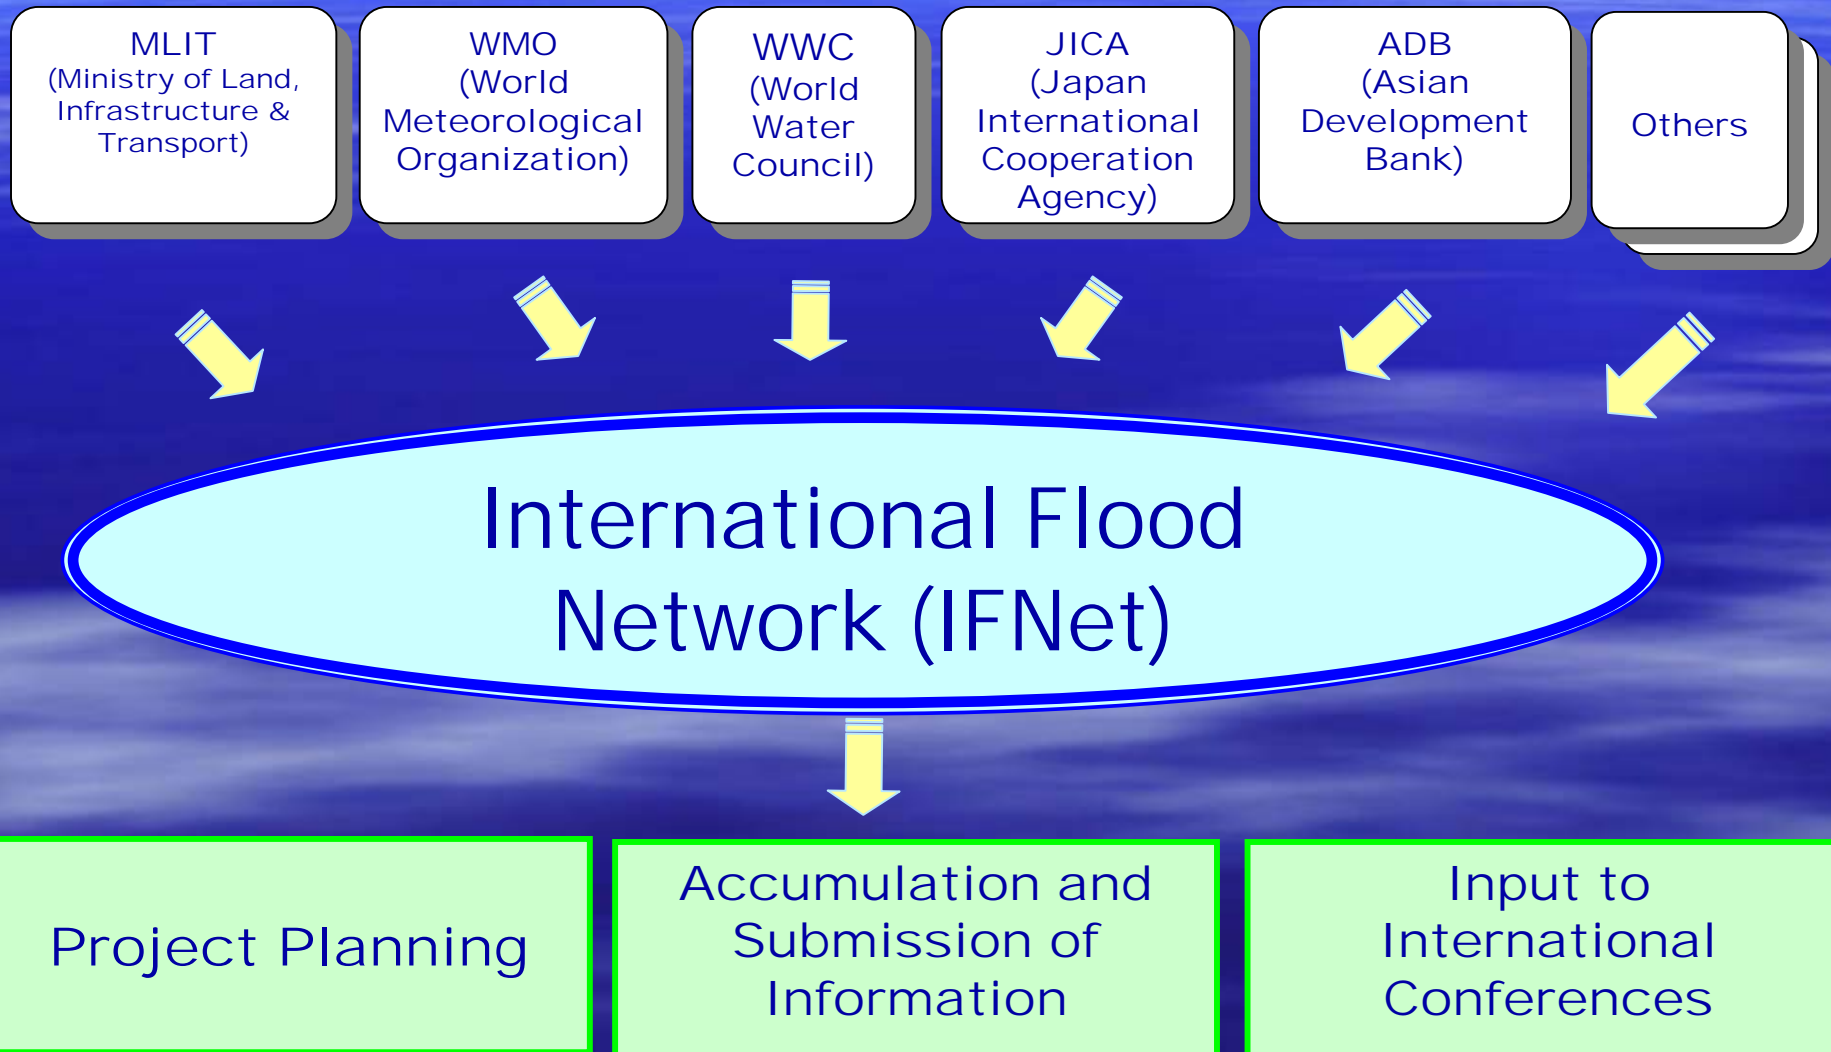 MLIT
(Ministry of Land,
Infrastructure &
Transport)
WMO
(World
Meteorological
Organization)
WWC
(World
Water
Council)
JICA
(Japan
International
Cooperation
Agency)
ADB
(Asian
Development
Bank)
Others
International Flood
Network (IFNet)
Project Planning
Accumulation and
Submission of
Information
Input to
International
Conferences